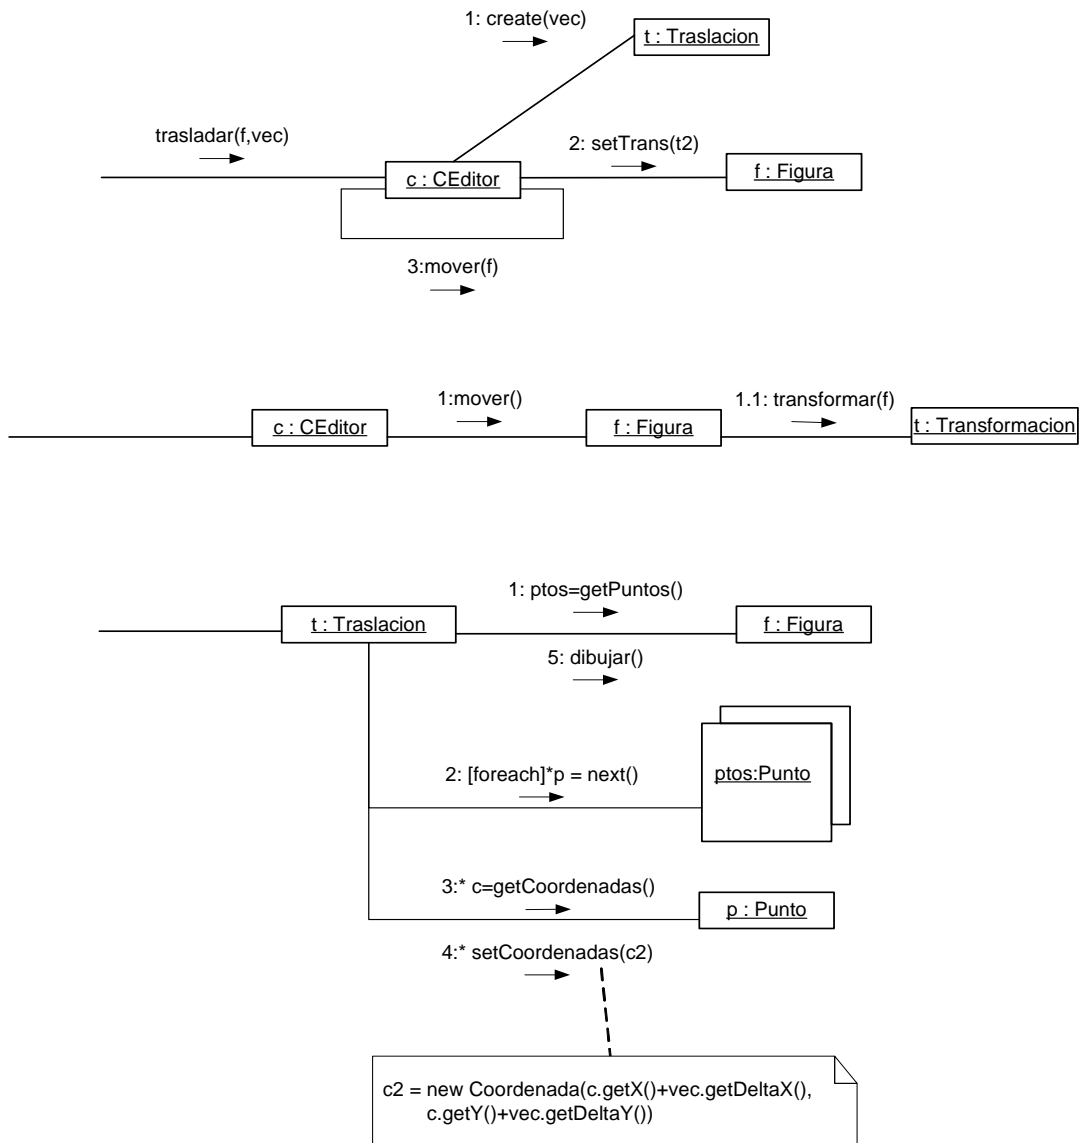 1: create(vec)
t : Traslacion
trasladar(f,vec)
2: setTrans(t2)
c : CEditor
f : Figura
3:mover(f)
1:mover()
1.1: transformar(f)
c : CEditor
f : Figura
t : Transformacion
1: ptos=getPuntos()
t : Traslacion
f : Figura
5: dibujar()
2: [foreach]*p = next()
ptos:Punto
3:* c=getCoordenadas()
p : Punto
4:* setCoordenadas(c2)
c2 = new Coordenada(c.getX()+vec.getDeltaX(),
c.getY()+vec.getDeltaY())